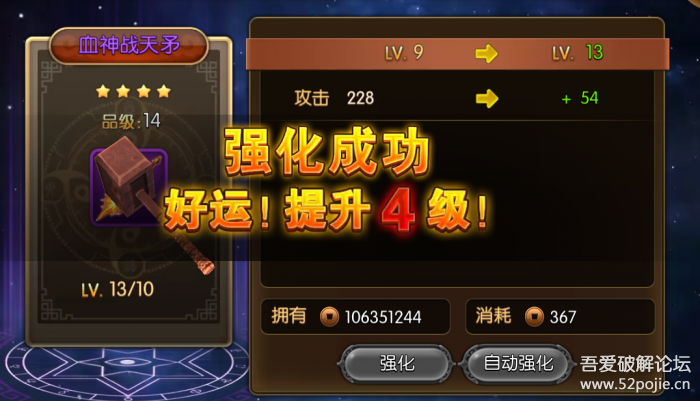 血神战天矛
品级:14
LV. 13/10
LV. 9 LV. 13
攻击 228 + 54
强化成功
好运!提升4级!
拥有 106351244 消耗 367
强化 自动强化
吾爱破解论坛
www.52pojie.cn